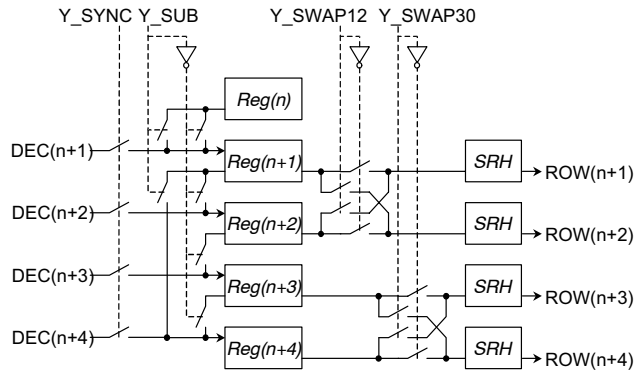 Y_SYNC Y_SUB Y_SWAP12 Y_SWAP30
Reg(n)
DEC(n+1) Reg(n+1) SRH ROW(n+1)
DEC(n+2) Reg(n+2) SRH ROW(n+2)
DEC(n+3) Reg(n+3) SRH ROW(n+3)
DEC(n+4) Reg(n+4) SRH ROW(n+4)